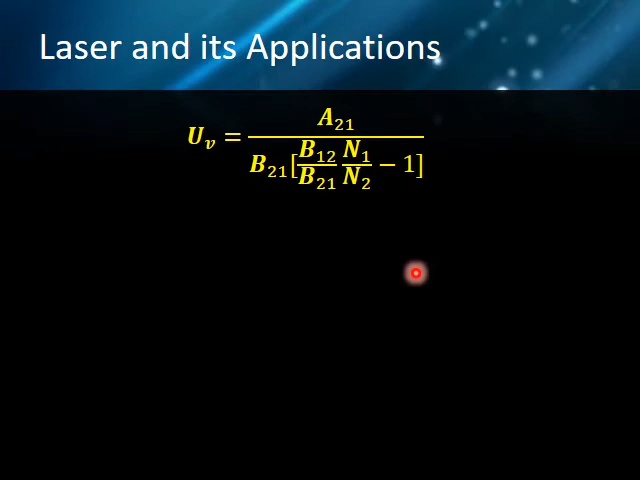 Laser and its Applications
U_v = A_21 / B_21[B_12/B_21 N_1/N_2 − 1]